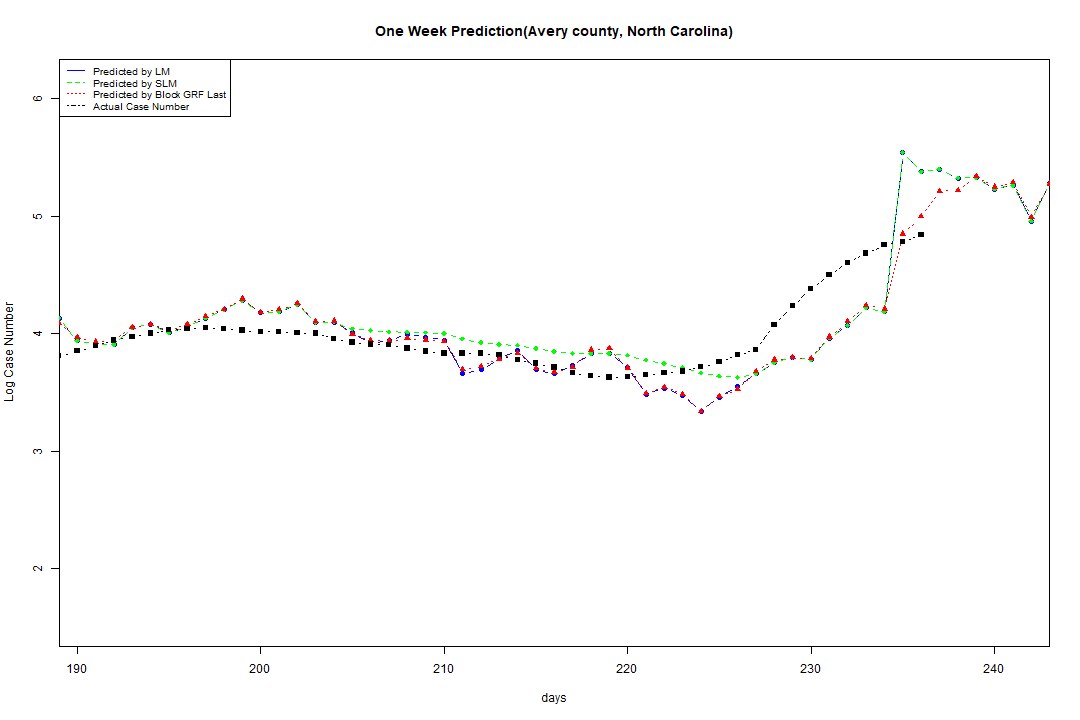 One Week Prediction(Avery county, North Carolina)
Predicted by LM
Predicted by SLM
Predicted by Block GRF Last
Actual Case Number
6
5
4
3
2
Log Case Number
190 200 210 220 230 240
days